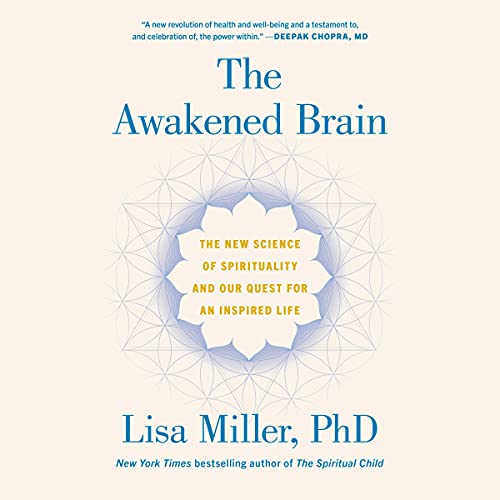 “A new revolution of health and well-being and a testament to,
and celebration of, the power within.” —DEEPAK CHOPRA, MD
The
Awakened Brain
THE NEW SCIENCE
OF SPIRITUALITY
AND OUR QUEST FOR
AN INSPIRED LIFE
Lisa Miller, PhD
New York Times bestselling author of The Spiritual Child